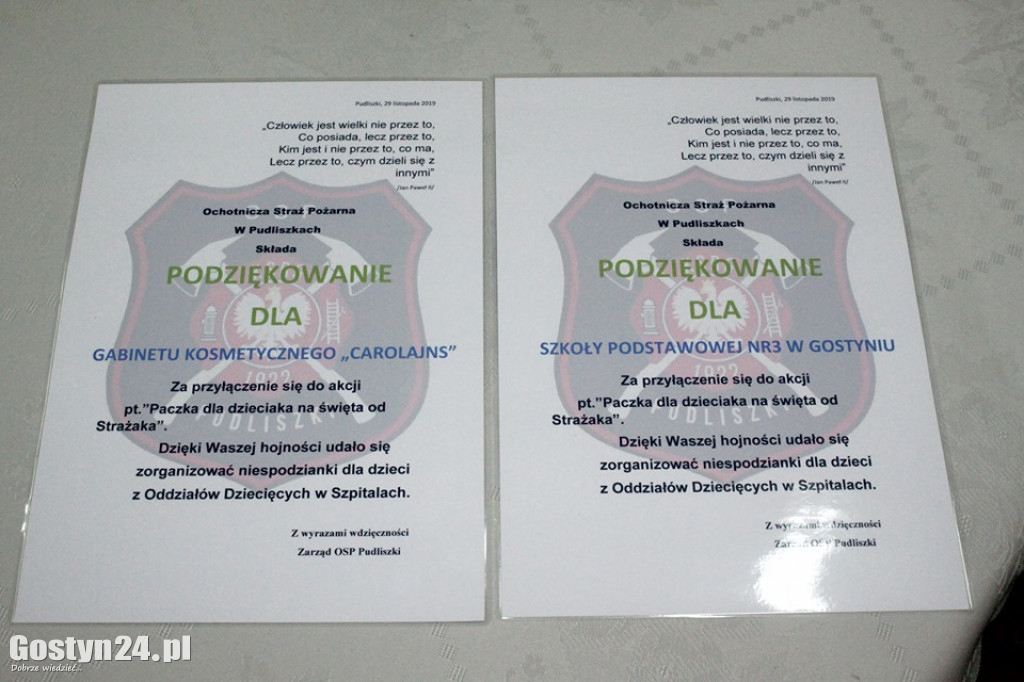 Pudliszki, 29 listopada 2019
„Człowiek jest wielki nie przez to,
Co posiada, lecz przez to,
Kim jest i nie przez to, co ma,
Lecz przez to, czym dzieli się z
innymi”
/Jan Paweł II/
OSP
Ochotnicza Straż Pożarna
W Pudliszkach
Składa
PODZIĘKOWANIE
DLA
GABINETU KOSMETYCZNEGO „CAROLAJNS”
1922
PUDLISZKI
Za przyłączenie się do akcji
pt.”Paczka dla dzieciaka na święta od
Strażaka”.
Dzięki Waszej hojności udało się
zorganizować niespodzianki dla dzieci
z Oddziałów Dziecięcych w Szpitalach.
Z wyrazami wdzięczności
Zarząd OSP Pudliszki
Pudliszki, 29 listopada 2019
„Człowiek jest wielki nie przez to,
Co posiada, lecz przez to,
Kim jest i nie przez to, co ma,
Lecz przez to, czym dzieli się z
innymi”
/Jan Paweł II/
OSP
Ochotnicza Straż Pożarna
W Pudliszkach
Składa
PODZIĘKOWANIE
DLA
SZKOŁY PODSTAWOWEJ NR3 W GOSTYNIU
1922
PUDLISZKI
Za przyłączenie się do akcji
pt.”Paczka dla dzieciaka na święta od
Strażaka”.
Dzięki Waszej hojności udało się
zorganizować niespodzianki dla dzieci
z Oddziałów Dziecięcych w Szpitalach.
Z wyrazami wdzięczności
Zarząd OSP Pudliszki
Gostyn24.pl
Dobrze wiedzieć...